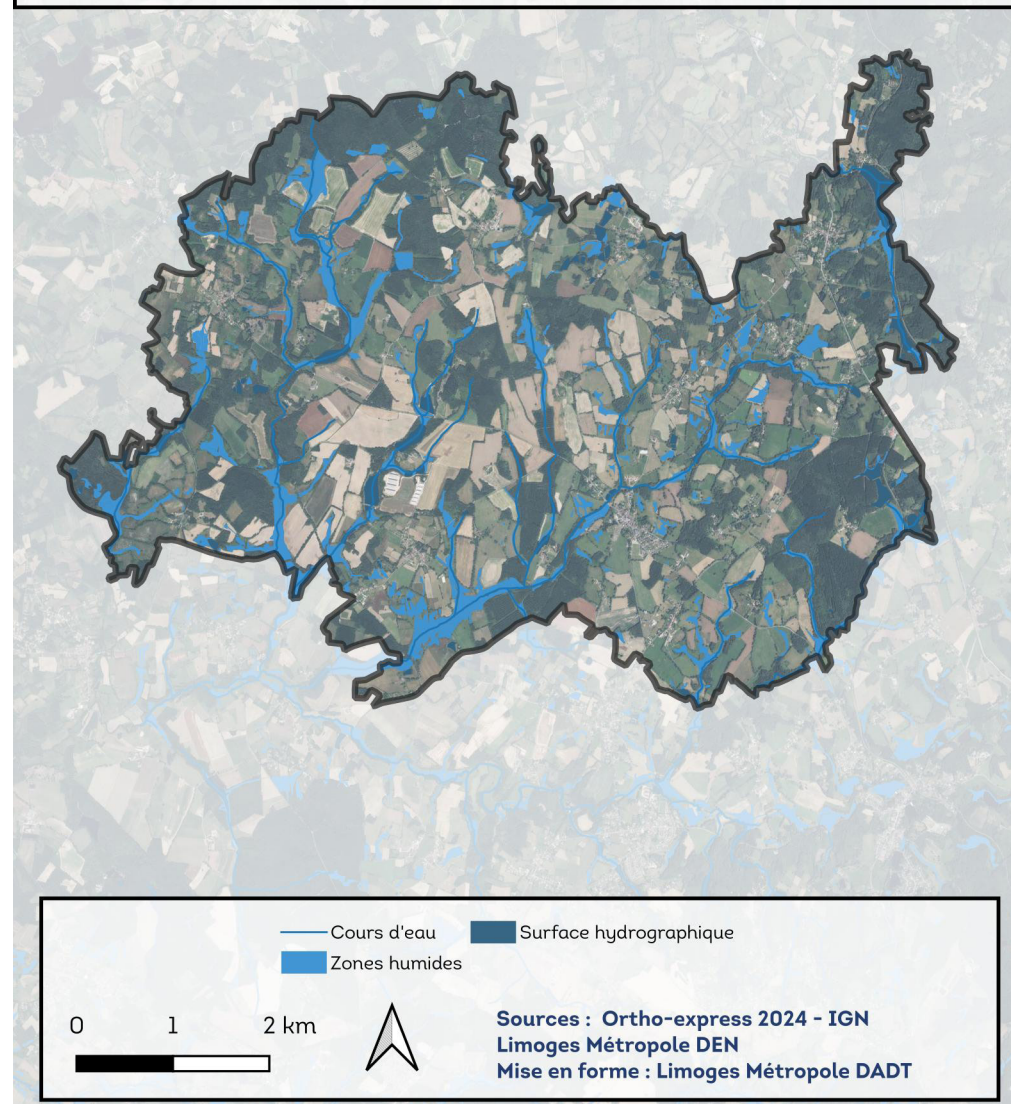 Cours d'eau
Surface hydrographique
Zones humides
0 1 2 km
Sources : Ortho-express 2024 - IGN
Limoges Métropole DEN
Mise en forme : Limoges Métropole DADT